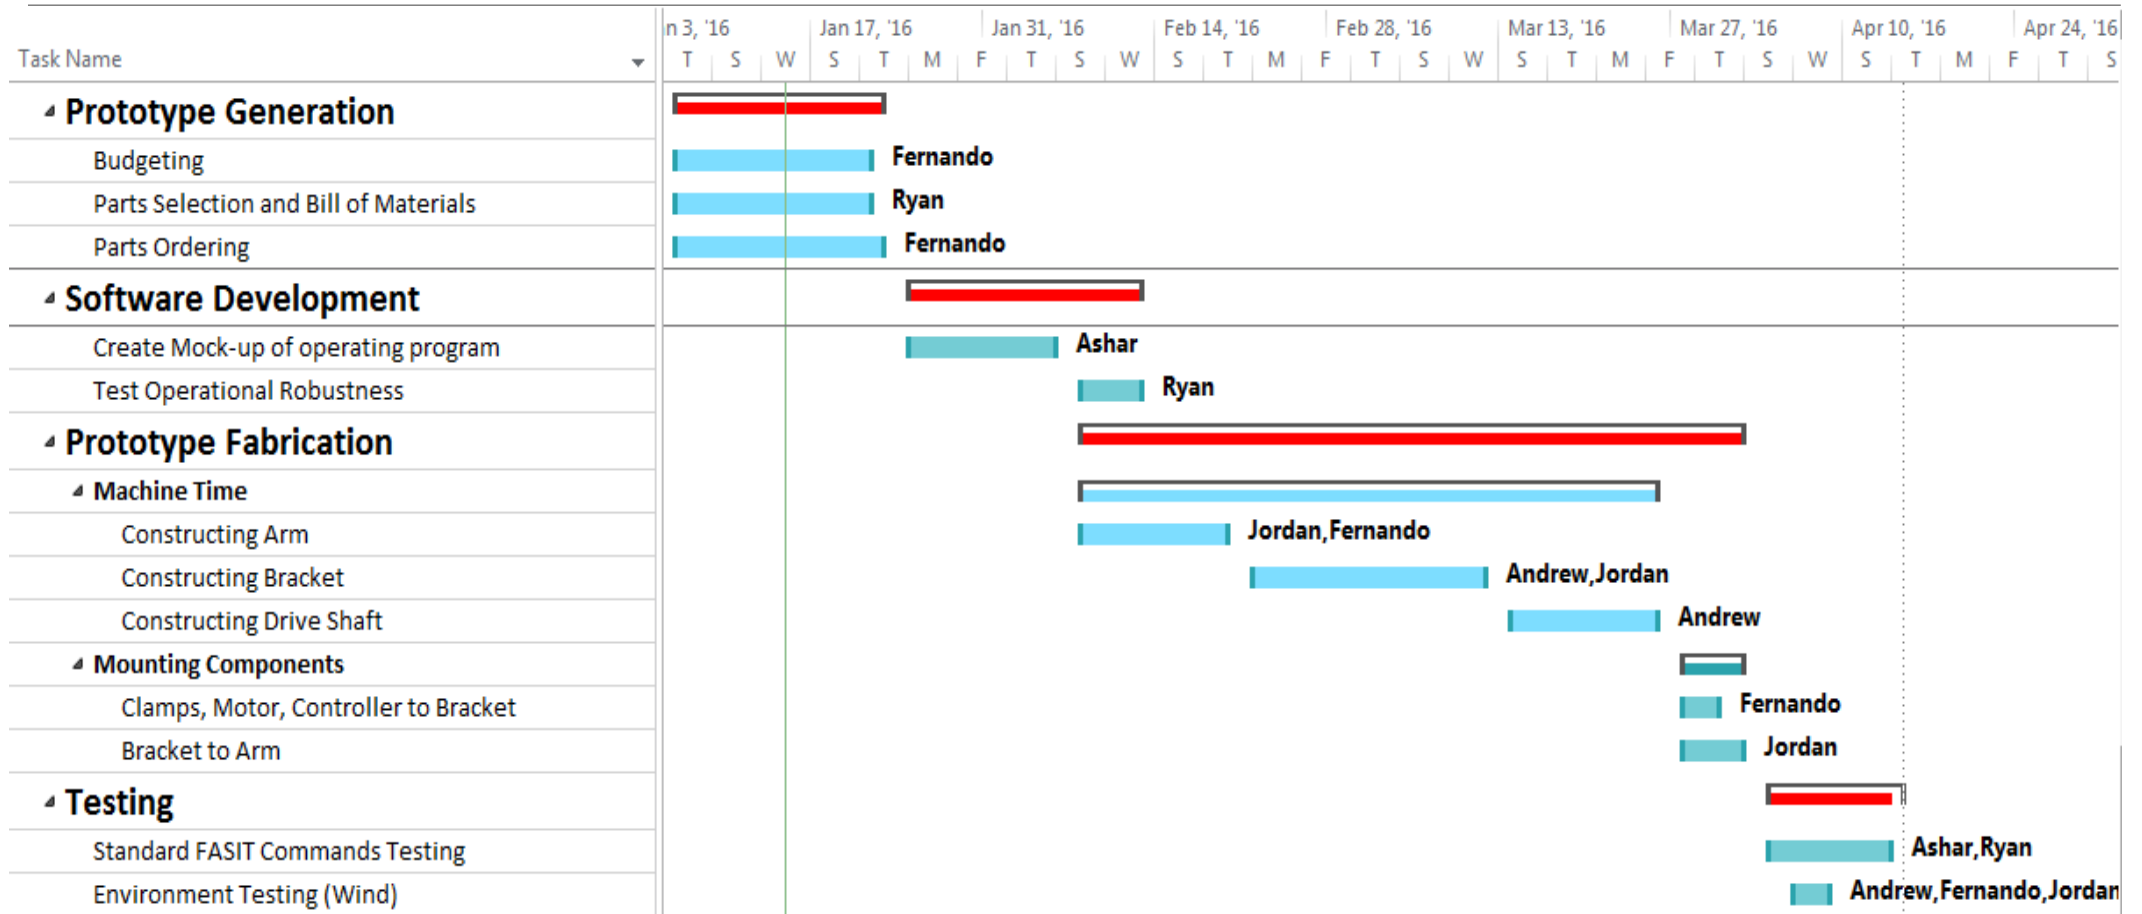 n 3, '16 Jan 17, '16 Jan 31, '16 Feb 14, '16 Feb 28, '16 Mar 13, '16 Mar 27, '16 Apr 10, '16 Apr 24, '16
Task Name T S W S T M F T S W S T M F T S W S T M F T S W S T M F T S
Prototype Generation
Budgeting Fernando
Parts Selection and Bill of Materials Ryan
Parts Ordering Fernando
Software Development
Create Mock-up of operating program Ashar
Test Operational Robustness Ryan
Prototype Fabrication
Machine Time
Constructing Arm Jordan,Fernando
Constructing Bracket Andrew,Jordan
Constructing Drive Shaft Andrew
Mounting Components
Clamps, Motor, Controller to Bracket Fernando
Bracket to Arm Jordan
Testing
Standard FASIT Commands Testing Ashar,Ryan
Environment Testing (Wind) Andrew,Fernando,Jordan